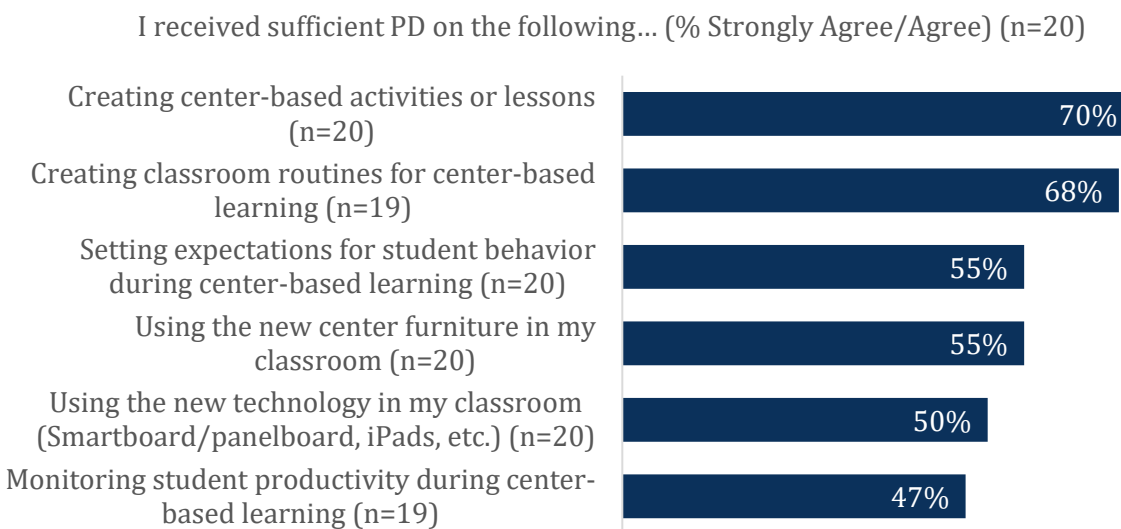 I received sufficient PD on the following... (% Strongly Agree/Agree) (n=20)
Creating center-based activities or lessons
(n=20)
70%
Creating classroom routines for center-based
learning (n=19)
68%
Setting expectations for student behavior
during center-based learning (n=20)
55%
Using the new center furniture in my
classroom (n=20)
55%
Using the new technology in my classroom
(Smartboard/panelboard, iPads, etc.) (n=20)
50%
Monitoring student productivity during center-
based learning (n=19)
47%